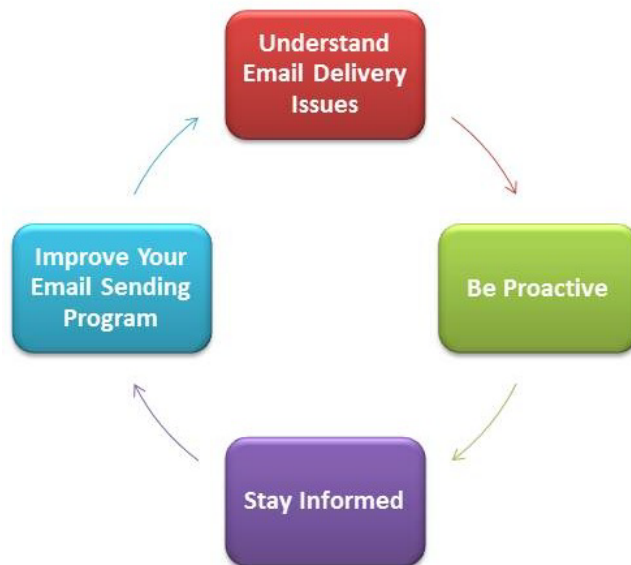 Understand
Email Delivery
Issues
Be Proactive
Stay Informed
Improve Your
Email Sending
Program